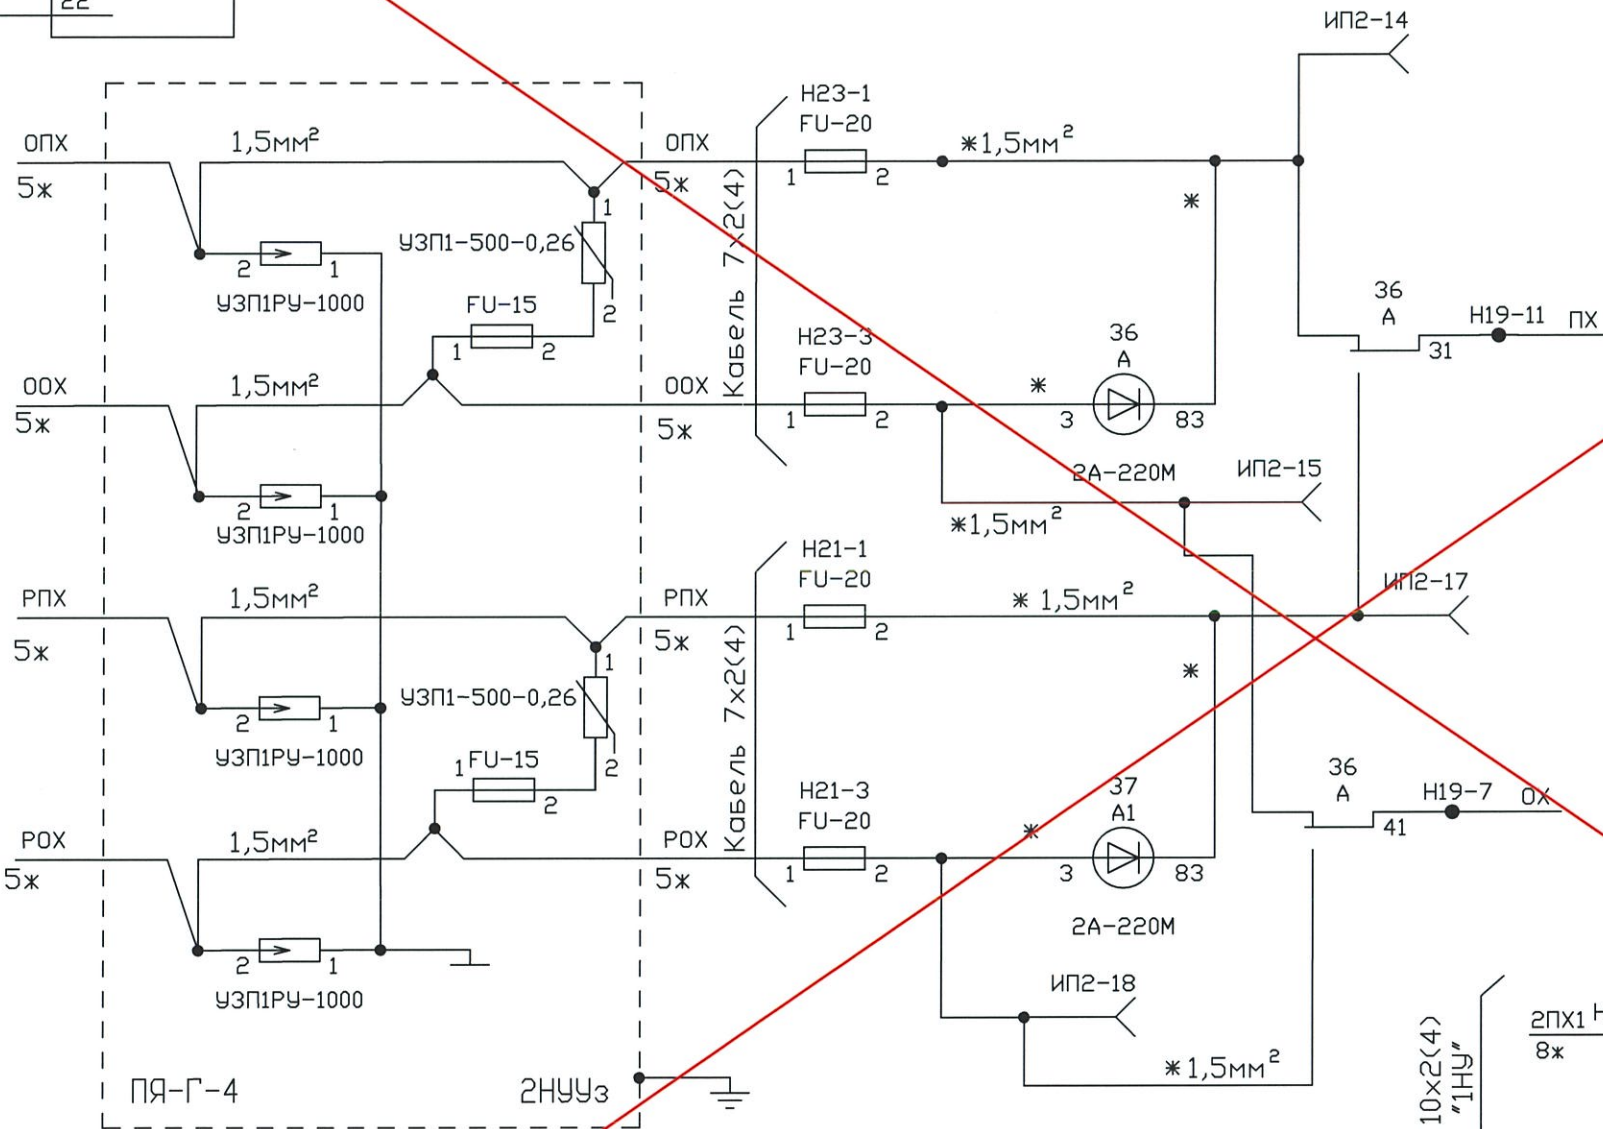 22
ИП2-14
Н23-1
FU-20
ОПХ
5ж
1,5мм²
ОПХ
5ж
1
2
✳1,5мм²
✳
1
УЗП1-500-0,26
2
2
1
УЗП1РУ-1000
FU-15
1
2
Кабель 7х2(4)
36
А
31
Н19-11
ПХ
Н23-3
FU-20
36
А
ООХ
5ж
1,5мм²
ООХ
5ж
1
2
✳
3
83
2А-220М
ИП2-15
2
1
УЗП1РУ-1000
✳1,5мм²
Н21-1
FU-20
ИП2-17
РПХ
5ж
1,5мм²
РПХ
5ж
1
2
✳ 1,5мм²
✳
1
УЗП1-500-0,26
2
2
1
УЗП1РУ-1000
1
FU-15
2
Кабель 7х2(4)
36
А
41
Н19-7
ОХ
Н21-3
FU-20
37
А1
РОХ
5ж
1,5мм²
РОХ
5ж
1
2
✳
3
83
2А-220М
2
1
УЗП1РУ-1000
ИП2-18
✳1,5мм²
ПЯ-Г-4
2НУУз
10х2(4)
"1НУ"
2ПХ1
8ж